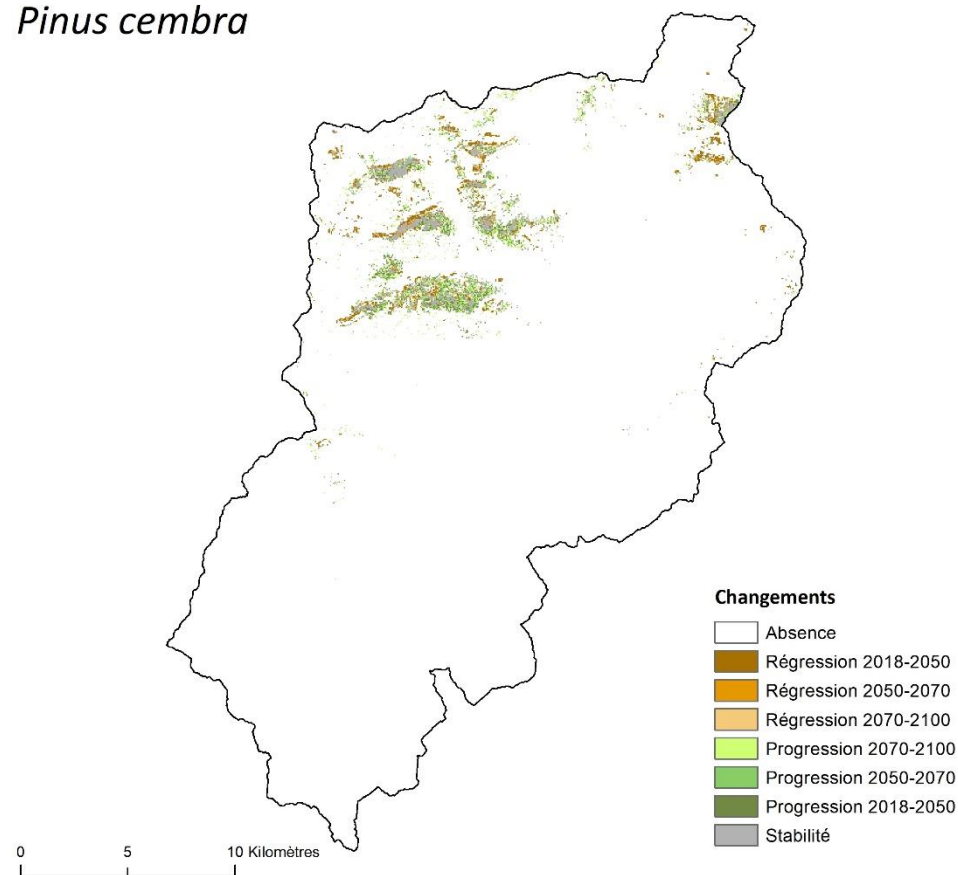 Pinus cembra
Changements
Absence
Régression 2018-2050
Régression 2050-2070
Régression 2070-2100
Progression 2070-2100
Progression 2050-2070
Progression 2018-2050
Stabilité
0 5 10 Kilomètres